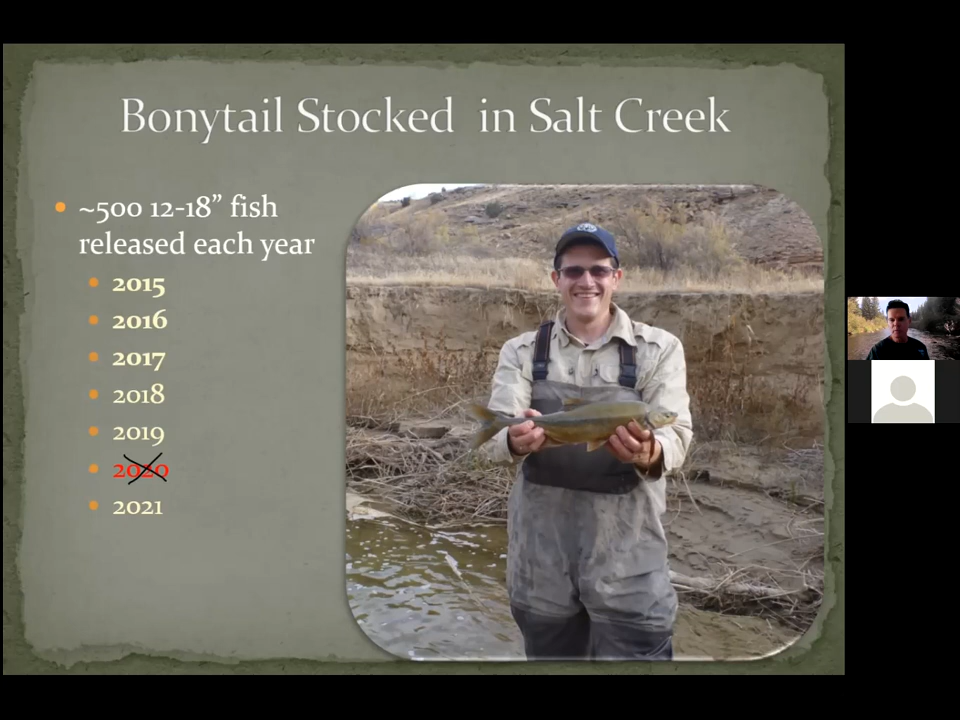 Bonytail Stocked in Salt Creek
~500 12-18” fish
released each year
2015
2016
2017
2018
2019
2020
2021